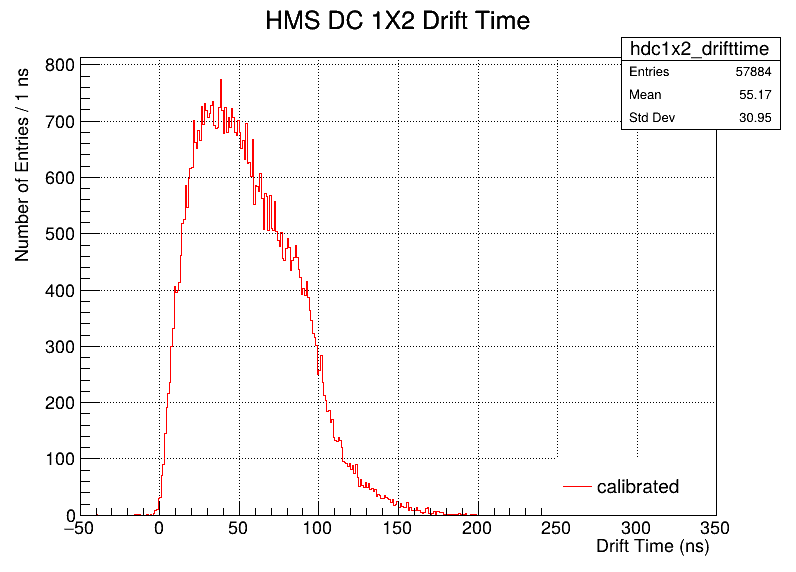 HMS DC 1X2 Drift Time
hdc1x2_drifttime
Entries 57884
Mean 55.17
Std Dev 30.95
Number of Entries / 1 ns
800
700
600
500
400
300
200
100
0
calibrated
−50 0 50 100 150 200 250 300 350
Drift Time (ns)